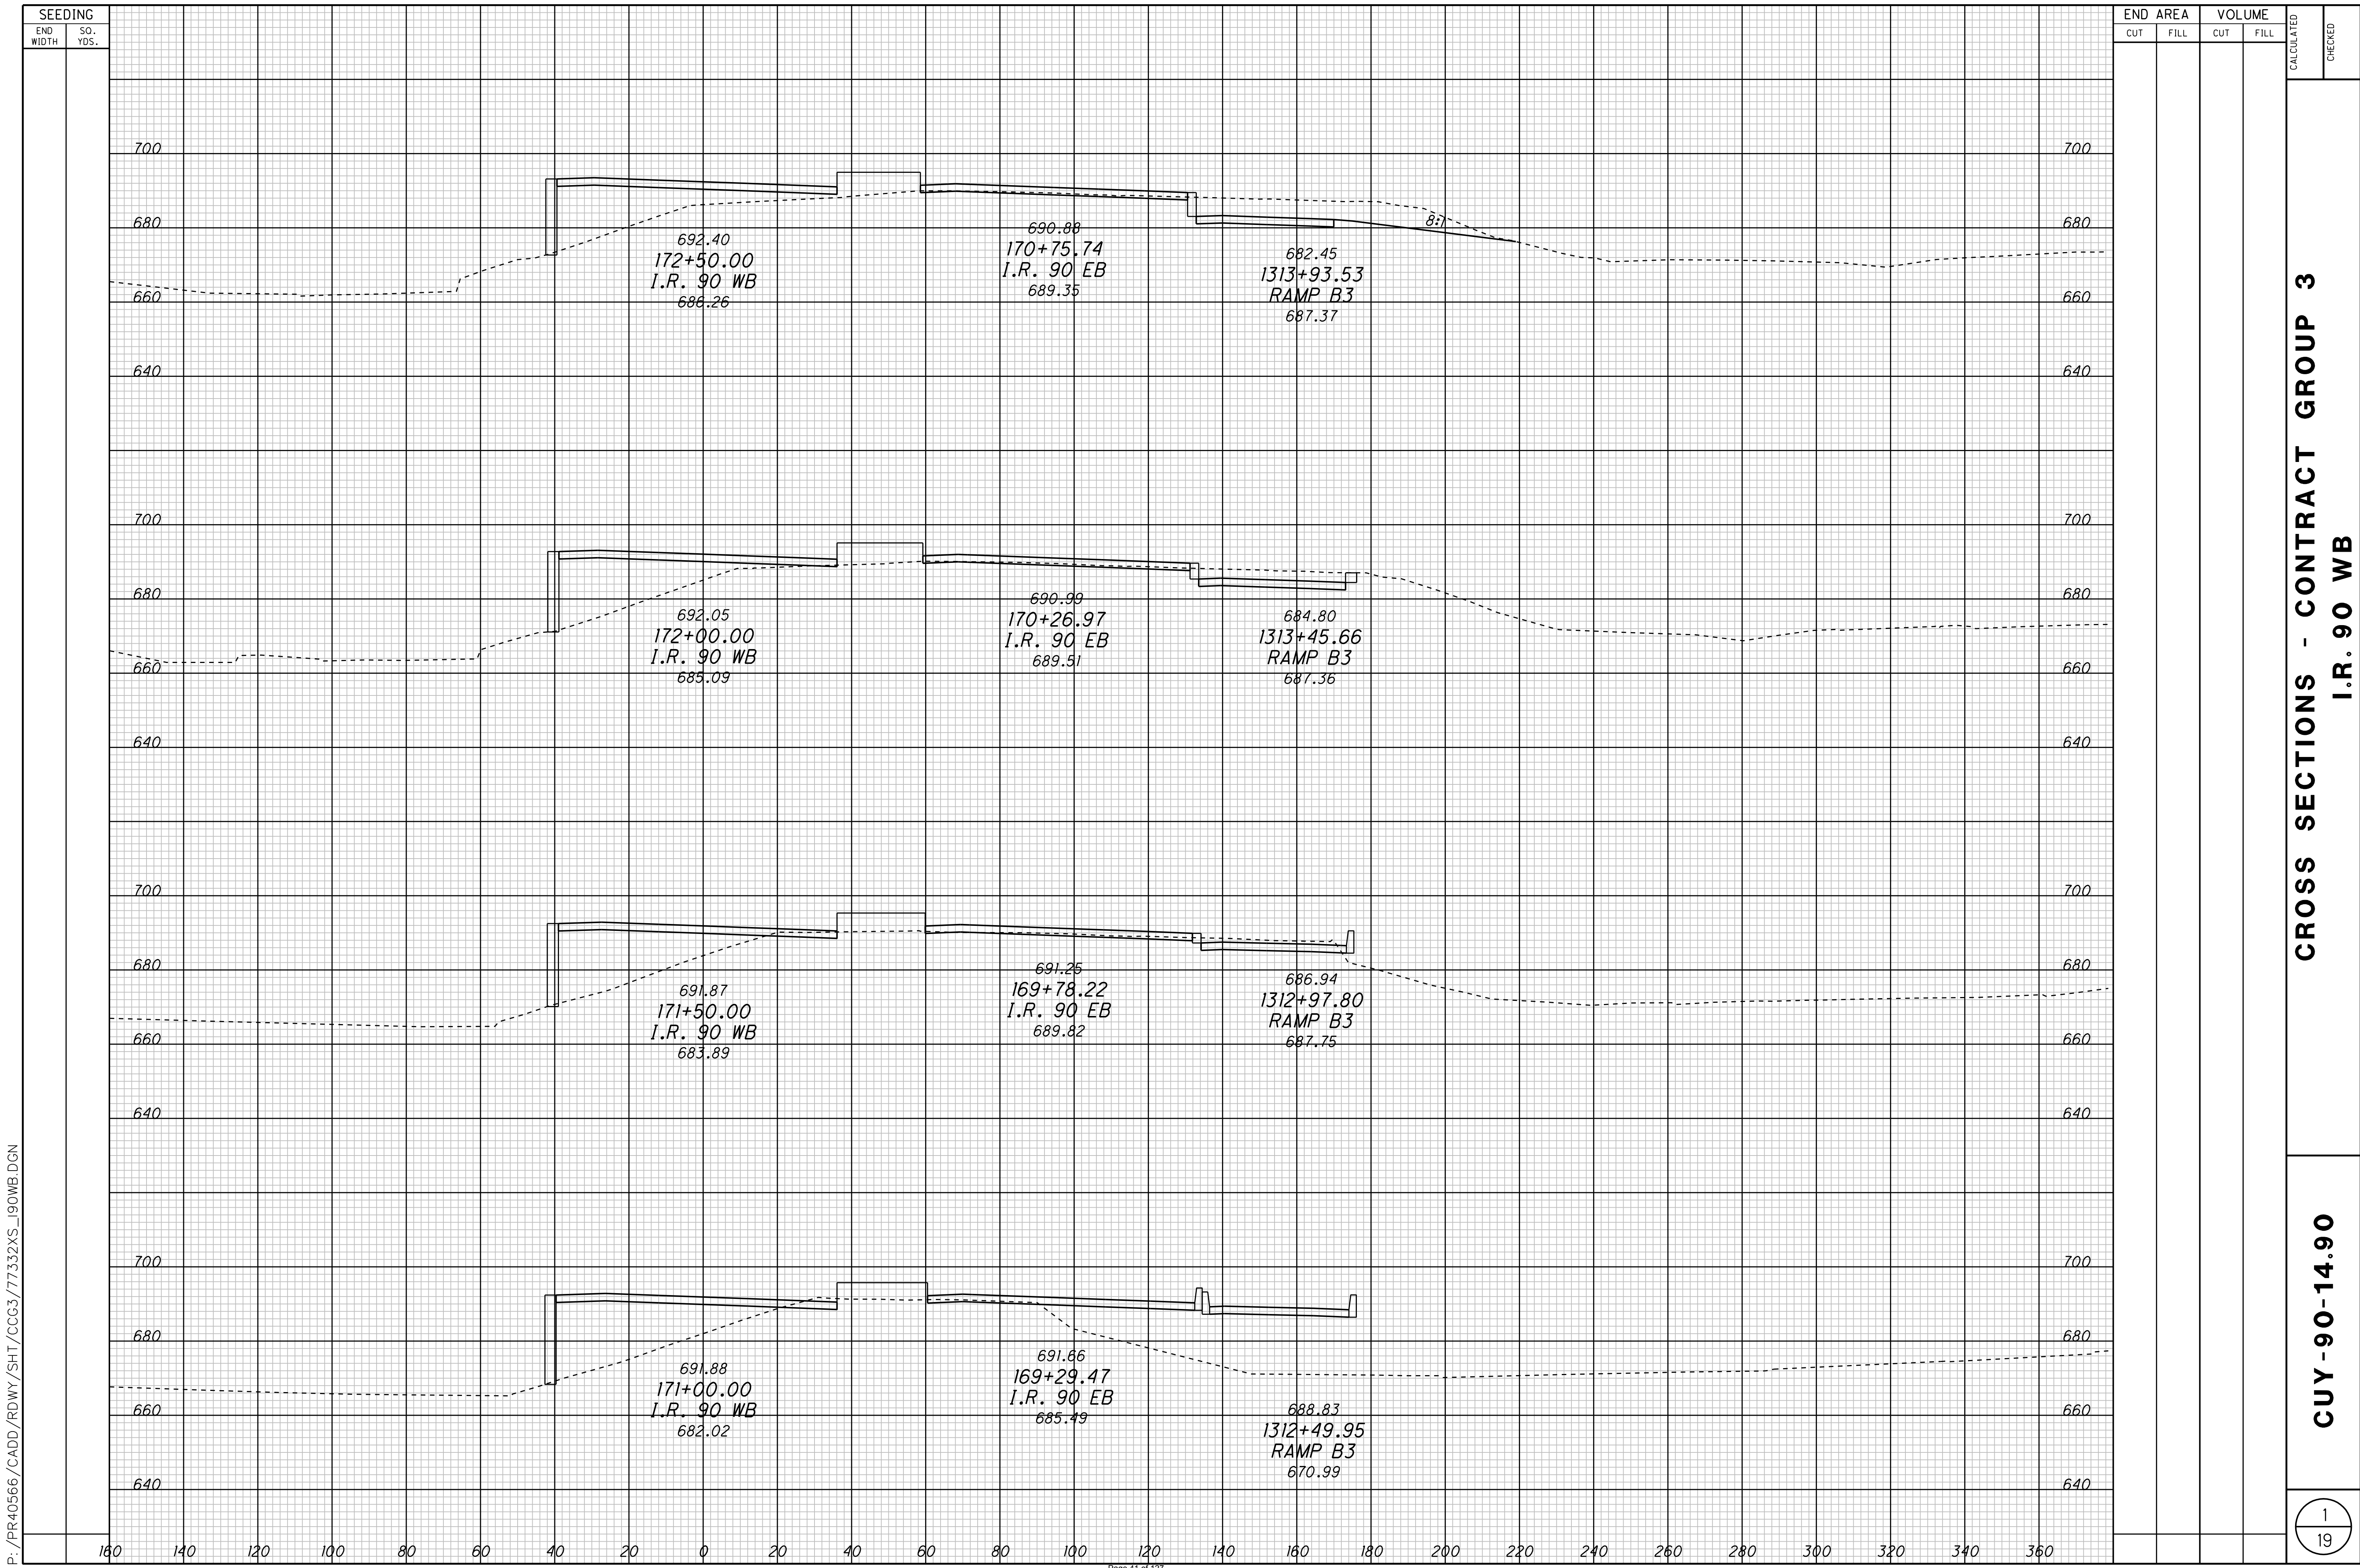 SEEDING
END WIDTH
SQ. YDS.
END AREA
VOLUME
CUT
FILL
CUT
FILL
CALCULATED
CHECKED
700
700
680
680
660
660
640
640
8:1
692.40
172+50.00
I.R. 90 WB
686.26
690.88
170+75.74
I.R. 90 EB
689.35
682.45
1313+93.53
RAMP B3
687.37
700
700
680
680
660
660
640
640
692.05
172+00.00
I.R. 90 WB
685.09
690.99
170+26.97
I.R. 90 EB
689.51
684.80
1313+45.66
RAMP B3
687.36
700
700
680
680
660
660
640
640
691.87
171+50.00
I.R. 90 WB
683.89
691.25
169+78.22
I.R. 90 EB
689.82
686.94
1312+97.80
RAMP B3
687.75
700
700
680
680
660
660
640
640
691.88
171+00.00
I.R. 90 WB
682.02
691.66
169+29.47
I.R. 90 EB
685.49
688.83
1312+49.95
RAMP B3
670.99
160 140 120 100 80 60 40 20 0 20 40 60 80 100 120 140 160 180 200 220 240 260 280 300 320 340 360
Page 41 of 127
P:/PR40566/CADD/RDWY/SHT/CCG3/77332XS_I90WB.DGN
CROSS SECTIONS - CONTRACT GROUP 3
I.R. 90 WB
CUY-90-14.90
1
19